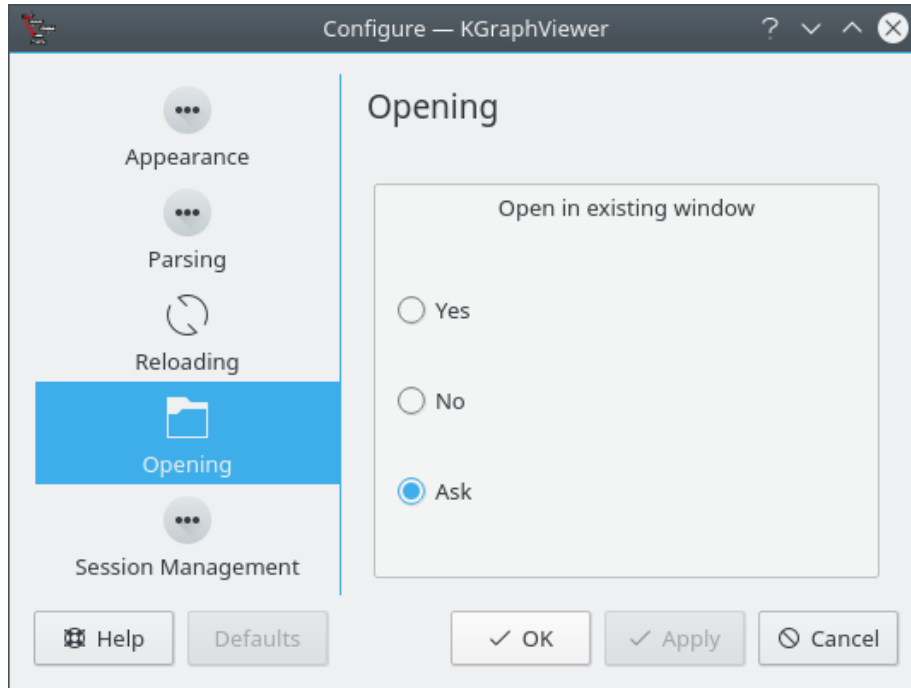 Configure — KGraphViewer
?
Appearance
Parsing
Reloading
Opening
Session Management
Opening
Open in existing window
Yes
No
Ask
Help
Defaults
OK
Apply
Cancel